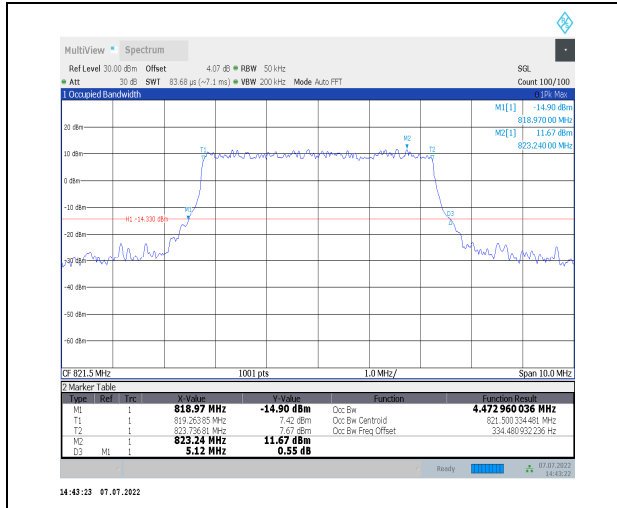 MultiView Spectrum
Ref Level 30.00 dBm Offset 4.07 dB RBW 50 kHz SGL
Att 30 dB SWT 83.68 µs (~7.1 ms) VBW 200 kHz Mode Auto FFT Count 100/100
1 Occupied Bandwidth 1Pk Max
M1[1] -14.90 dBm
818.970 00 MHz
M2[1] 11.67 dBm
823.240 00 MHz
20 dBm
M2
T1 T2
10 dBm
0 dBm
-10 dBm
M1
D3
H1 -14.330 dBm
-20 dBm
-30 dBm
-40 dBm
-50 dBm
-60 dBm
CF 821.5 MHz 1001 pts 1.0 MHz/ Span 10.0 MHz
2 Marker Table
Type Ref Trc X-Value Y-Value Function Function Result
M1 1 818.97 MHz -14.90 dBm Occ Bw 4.472 960 036 MHz
T1 1 819.263 85 MHz 7.42 dBm Occ Bw Centroid 821.500 334 481 MHz
T2 1 823.736 81 MHz 7.67 dBm Occ Bw Freq Offset 334.480 932 236 Hz
M2 1 823.24 MHz 11.67 dBm
D3 M1 1 5.12 MHz 0.55 dB
Ready 07.07.2022
14:43:22
14:43:23 07.07.2022